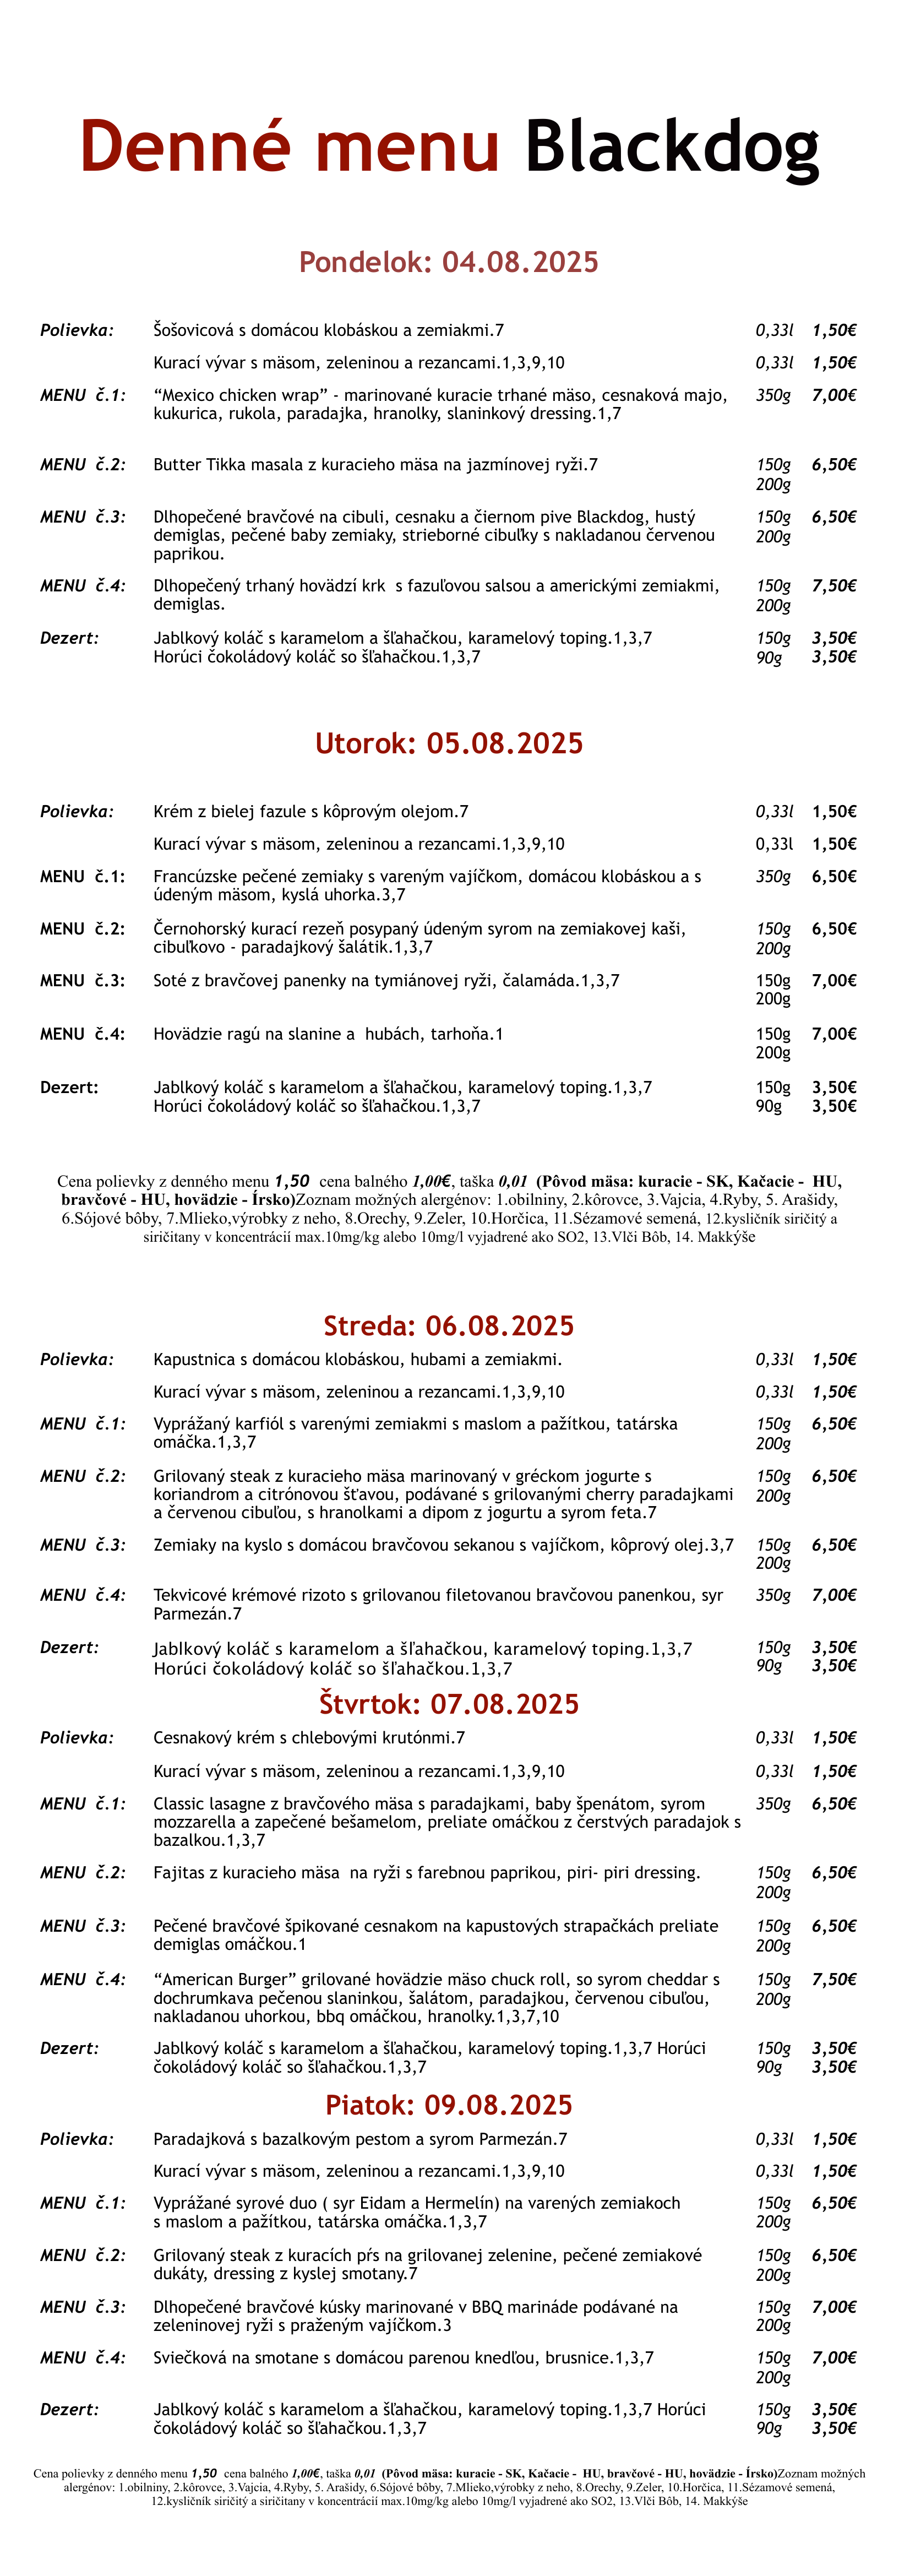 Denné menu Blackdog
Pondelok: 04.08.2025
Polievka: Šošovicová s domácou klobáskou a zemiakmi.7 0,33l 1,50€
Kurací vývar s mäsom, zeleninou a rezancami.1,3,9,10 0,33l 1,50€
MENU č.1: “Mexico chicken wrap” - marinované kuracie trhané mäso, cesnaková majo, 350g 7,00€
kukurica, rukola, paradajka, hranolky, slaninkový dressing.1,7
MENU č.2: Butter Tikka masala z kuracieho mäsa na jazmínovej ryži.7 150g 6,50€
200g
MENU č.3: Dlhopečené bravčové na cibuli, cesnaku a čiernom pive Blackdog, hustý 150g 6,50€
demiglas, pečené baby zemiaky, strieborné cibuľky s nakladanou červenou 200g
paprikou.
MENU č.4: Dlhopečený trhaný hovädzí krk s fazuľovou salsou a americkými zemiakmi, 150g 7,50€
demiglas. 200g
Dezert: Jablkový koláč s karamelom a šľahačkou, karamelový toping.1,3,7 150g 3,50€
Horúci čokoládový koláč so šľahačkou.1,3,7 90g 3,50€
Utorok: 05.08.2025
Polievka: Krém z bielej fazule s kôprovým olejom.7 0,33l 1,50€
Kurací vývar s mäsom, zeleninou a rezancami.1,3,9,10 0,33l 1,50€
MENU č.1: Francúzske pečené zemiaky s vareným vajíčkom, domácou klobáskou a s 350g 6,50€
údeným mäsom, kyslá uhorka.3,7
MENU č.2: Černohorský kurací rezeň posypaný údeným syrom na zemiakovej kaši, 150g 6,50€
cibuľkovo - paradajkový šalátik.1,3,7 200g
MENU č.3: Soté z bravčovej panenky na tymiánovej ryži, čalamáda.1,3,7 150g 7,00€
200g
MENU č.4: Hovädzie ragú na slanine a hubách, tarhoňa.1 150g 7,00€
200g
Dezert: Jablkový koláč s karamelom a šľahačkou, karamelový toping.1,3,7 150g 3,50€
Horúci čokoládový koláč so šľahačkou.1,3,7 90g 3,50€
Cena polievky z denného menu 1,50 cena balného 1,00€, taška 0,01 (Pôvod mäsa: kuracie - SK, Kačacie - HU,
bravčové - HU, hovädzie - Írsko)Zoznam možných alergénov: 1.obilniny, 2.kôrovce, 3.Vajcia, 4.Ryby, 5. Arašidy,
6.Sójové bôby, 7.Mlieko,výrobky z neho, 8.Orechy, 9.Zeler, 10.Horčica, 11.Sézamové semená, 12.kysličník siričitý a
siričitany v koncentrácií max.10mg/kg alebo 10mg/l vyjadrené ako SO2, 13.Vlči Bôb, 14. Makkýše
Streda: 06.08.2025
Polievka: Kapustnica s domácou klobáskou, hubami a zemiakmi. 0,33l 1,50€
Kurací vývar s mäsom, zeleninou a rezancami.1,3,9,10 0,33l 1,50€
MENU č.1: Vyprážaný karfiól s varenými zemiakmi s maslom a pažítkou, tatárska 150g 6,50€
omáčka.1,3,7 200g
MENU č.2: Grilovaný steak z kuracieho mäsa marinovaný v gréckom jogurte s 150g 6,50€
koriandrom a citrónovou šťavou, podávané s grilovanými cherry paradajkami 200g
a červenou cibuľou, s hranolkami a dipom z jogurtu a syrom feta.7
MENU č.3: Zemiaky na kyslo s domácou bravčovou sekanou s vajíčkom, kôprový olej.3,7 150g 6,50€
200g
MENU č.4: Tekvicové krémové rizoto s grilovanou filetovanou bravčovou panenkou, syr 350g 7,00€
Parmezán.7
Dezert: Jablkový koláč s karamelom a šľahačkou, karamelový toping.1,3,7 150g 3,50€
Horúci čokoládový koláč so šľahačkou.1,3,7 90g 3,50€
Štvrtok: 07.08.2025
Polievka: Cesnakový krém s chlebovými krutónmi.7 0,33l 1,50€
Kurací vývar s mäsom, zeleninou a rezancami.1,3,9,10 0,33l 1,50€
MENU č.1: Classic lasagne z bravčového mäsa s paradajkami, baby špenátom, syrom 350g 6,50€
mozzarella a zapečené bešamelom, preliate omáčkou z čerstvých paradajok s
bazalkou.1,3,7
MENU č.2: Fajitas z kuracieho mäsa na ryži s farebnou paprikou, piri- piri dressing. 150g 6,50€
200g
MENU č.3: Pečené bravčové špikované cesnakom na kapustových strapačkách preliate 150g 6,50€
demiglas omáčkou.1 200g
MENU č.4: “American Burger” grilované hovädzie mäso chuck roll, so syrom cheddar s 150g 7,50€
dochrumkava pečenou slaninkou, šalátom, paradajkou, červenou cibuľou, 200g
nakladanou uhorkou, bbq omáčkou, hranolky.1,3,7,10
Dezert: Jablkový koláč s karamelom a šľahačkou, karamelový toping.1,3,7 Horúci 150g 3,50€
čokoládový koláč so šľahačkou.1,3,7 90g 3,50€
Piatok: 09.08.2025
Polievka: Paradajková s bazalkovým pestom a syrom Parmezán.7 0,33l 1,50€
Kurací vývar s mäsom, zeleninou a rezancami.1,3,9,10 0,33l 1,50€
MENU č.1: Vyprážané syrové duo ( syr Eidam a Hermelín) na varených zemiakoch 150g 6,50€
s maslom a pažítkou, tatárska omáčka.1,3,7 200g
MENU č.2: Grilovaný steak z kuracích pŕs na grilovanej zelenine, pečené zemiakové 150g 6,50€
dukáty, dressing z kyslej smotany.7 200g
MENU č.3: Dlhopečené bravčové kúsky marinované v BBQ marináde podávané na 150g 7,00€
zeleninovej ryži s praženým vajíčkom.3 200g
MENU č.4: Sviečková na smotane s domácou parenou knedľou, brusnice.1,3,7 150g 7,00€
200g
Dezert: Jablkový koláč s karamelom a šľahačkou, karamelový toping.1,3,7 Horúci 150g 3,50€
čokoládový koláč so šľahačkou.1,3,7 90g 3,50€
Cena polievky z denného menu 1,50 cena balného 1,00€, taška 0,01 (Pôvod mäsa: kuracie - SK, Kačacie - HU, bravčové - HU, hovädzie - Írsko)Zoznam možných
alergénov: 1.obilniny, 2.kôrovce, 3.Vajcia, 4.Ryby, 5. Arašidy, 6.Sójové bôby, 7.Mlieko,výrobky z neho, 8.Orechy, 9.Zeler, 10.Horčica, 11.Sézamové semená,
12.kysličník siričitý a siričitany v koncentrácií max.10mg/kg alebo 10mg/l vyjadrené ako SO2, 13.Vlči Bôb, 14. Makkýše